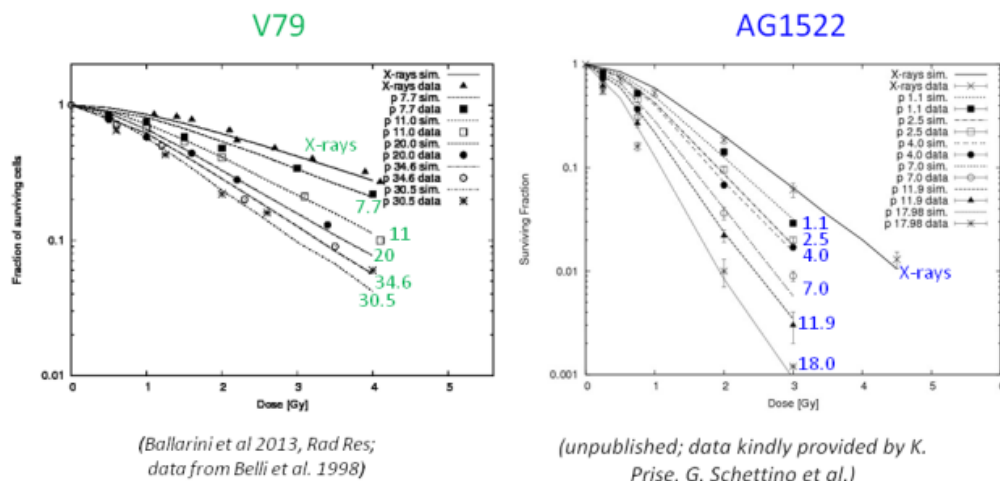 V79
AG1522
X-rays sim.
X-rays data
p 7.7 sim.
p 7.7 data
p 11.0 sim.
p 11.0 data
p 20.0 sim.
p 20.0 data
p 34.6 sim.
p 34.6 data
p 30.5 sim.
p 30.5 data
X-rays
7.7
11
20
34.6
30.5
1
0.1
0.01
Fraction of surviving cells
0 1 2 3 4 5
Dose [Gy]
X-rays sim.
X-rays data
p 1.1 sim.
p 1.1 data
p 2.5 sim.
p 2.5 data
p 4.0 sim.
p 4.0 data
p 7.0 sim.
p 7.0 data
p 11.9 sim.
p 11.9 data
p 17.98 sim.
p 17.98 data
1.1
2.5
4.0
X-rays
7.0
11.9
18.0
1
0.1
0.01
0.001
Surviving Fraction
0 1 2 3 4 5 6
Dose [Gy]
(Ballarini et al 2013, Rad Res;
data from Belli et al. 1998)
(unpublished; data kindly provided by K.
Prise, G. Schettino et al.)